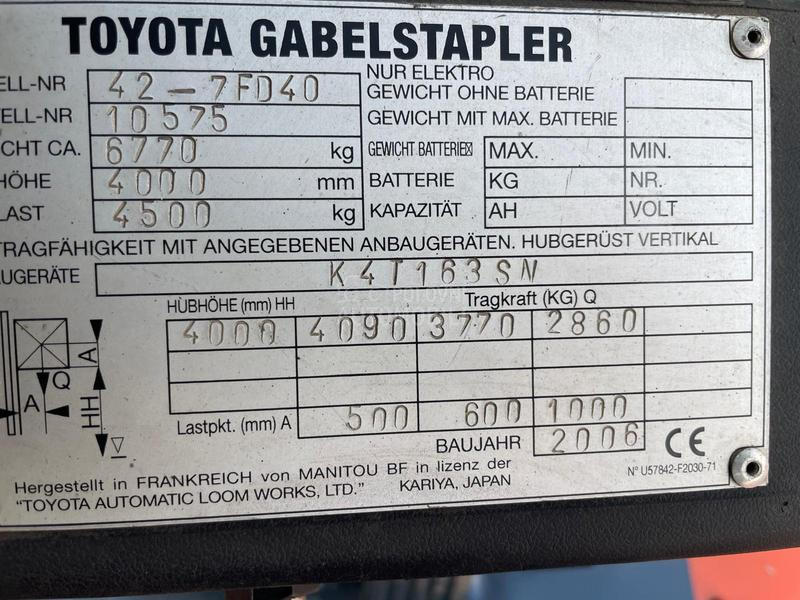 TOYOTA GABELSTAPLER
ELL-NR 42-7FD40
ELL-NR 10575
CHT CA. 6770 kg
HÖHE 4000 mm
LAST 4500 kg
NUR ELEKTRO
GEWICHT OHNE BATTERIE
GEWICHT MIT MAX. BATTERIE
GEWICHT BATTERIE MAX. MIN.
BATTERIE KG NR.
KAPAZITÄT AH VOLT
TRAGFÄHIGKEIT MIT ANGEGEBENEN ANBAUGERÄTEN. HUBGERÜST VERTIKAL
AUGERÄTE K4T163SN
HÜBHÖHE (mm) HH Tragkraft (KG) Q
4000 4090 3770 2860
A Q A HH
Lastpkt. (mm) A 500 600 1000
BAUJAHR 2006 CE
N° U57842-F2030-71
Hergestellt in FRANKREICH von MANITOU BF in lizenz der
"TOYOTA AUTOMATIC LOOM WORKS, LTD." KARIYA, JAPAN